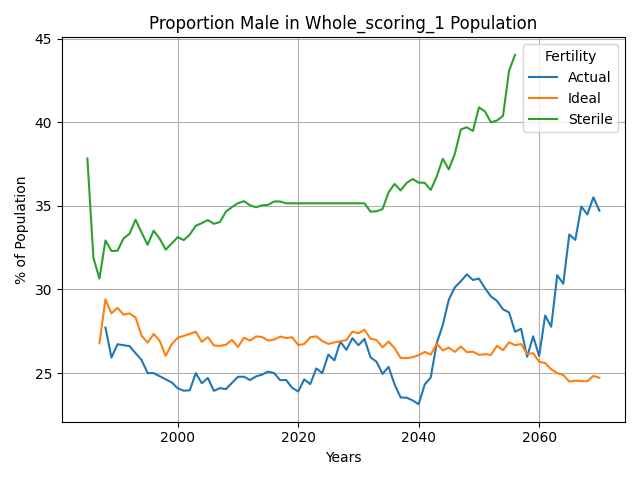 Proportion Male in Whole_scoring_1 Population
% of Population
45
40
35
30
25
2000
2020
2040
2060
Years
Fertility
Actual
Ideal
Sterile